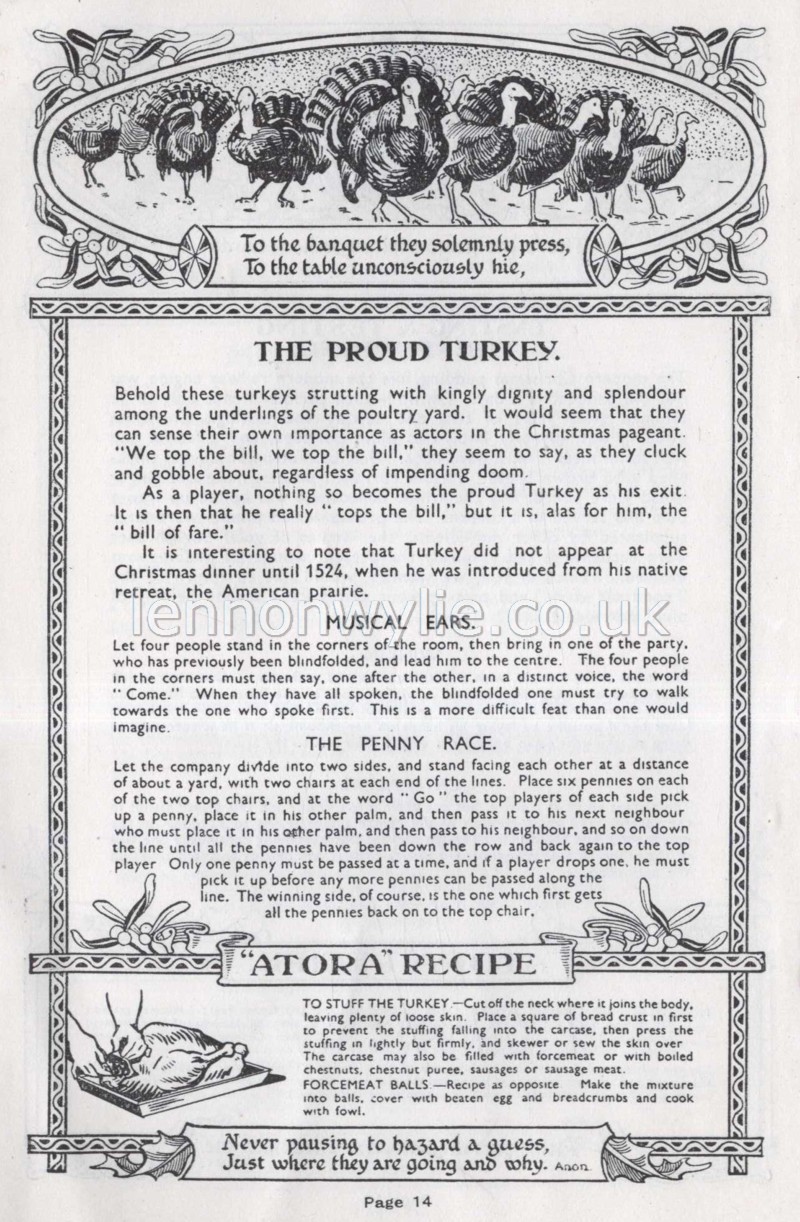 To the banquet they solemnly press,
To the table unconsciously hie,
THE PROUD TURKEY.
Behold these turkeys strutting with kingly dignity and splendour
among the underlings of the poultry yard. It would seem that they
can sense their own importance as actors in the Christmas pageant.
"We top the bill, we top the bill," they seem to say, as they cluck
and gobble about, regardless of impending doom.
As a player, nothing so becomes the proud Turkey as his exit.
It is then that he really " tops the bill," but it is, alas for him, the
" bill of fare."
It is interesting to note that Turkey did not appear at the
Christmas dinner until 1524, when he was introduced from his native
retreat, the American prairie.
lennonwylie.co.uk
MUSICAL EARS.
Let four people stand in the corners of the room, then bring in one of the party,
who has previously been blindfolded, and lead him to the centre. The four people
in the corners must then say, one after the other, in a distinct voice, the word
" Come." When they have all spoken, the blindfolded one must try to walk
towards the one who spoke first. This is a more difficult feat than one would
imagine.
THE PENNY RACE.
Let the company divide into two sides, and stand facing each other at a distance
of about a yard, with two chairs at each end of the lines. Place six pennies on each
of the two top chairs, and at the word " Go " the top players of each side pick
up a penny, place it in his other palm, and then pass it to his next neighbour
who must place it in his other palm, and then pass to his neighbour, and so on down
the line until all the pennies have been down the row and back again to the top
player Only one penny must be passed at a time, and if a player drops one, he must
pick it up before any more pennies can be passed along the
line. The winning side, of course, is the one which first gets
all the pennies back on to the top chair.
"ATORA" RECIPE
TO STUFF THE TURKEY.—Cut off the neck where it joins the body,
leaving plenty of loose skin. Place a square of bread crust in first
to prevent the stuffing falling into the carcase, then press the
stuffing in lightly but firmly, and skewer or sew the skin over
The carcase may also be filled with forcemeat or with boiled
chestnuts, chestnut puree, sausages or sausage meat.
FORCEMEAT BALLS.—Recipe as opposite Make the mixture
into balls, cover with beaten egg and breadcrumbs and cook
with fowl.
Never pausing to hazard a guess,
Just where they are going and why. Anon.
Page 14